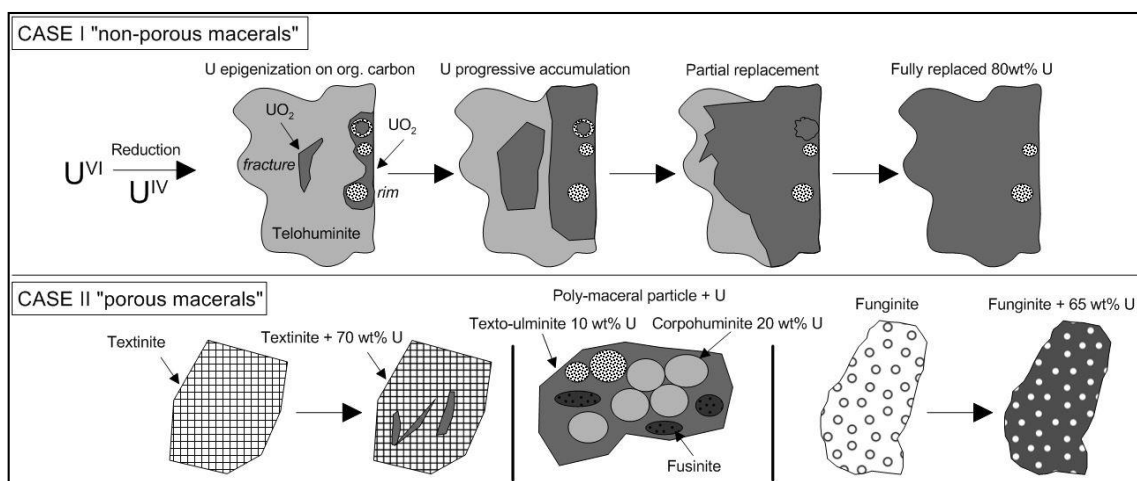 CASE I "non-porous macerals"
U epigenization on org. carbon
U progressive accumulation
Partial replacement
Fully replaced 80wt% U
UO₂
UO₂
Reduction
Uⱽᴵ
Uᴵⱽ
fracture
rim
Telohuminite
CASE II "porous macerals"
Poly-maceral particle + U
Textinite
Textinite + 70 wt% U
Texto-ulminite 10 wt% U
Corpohuminite 20 wt% U
Funginite
Funginite + 65 wt% U
Fusinite